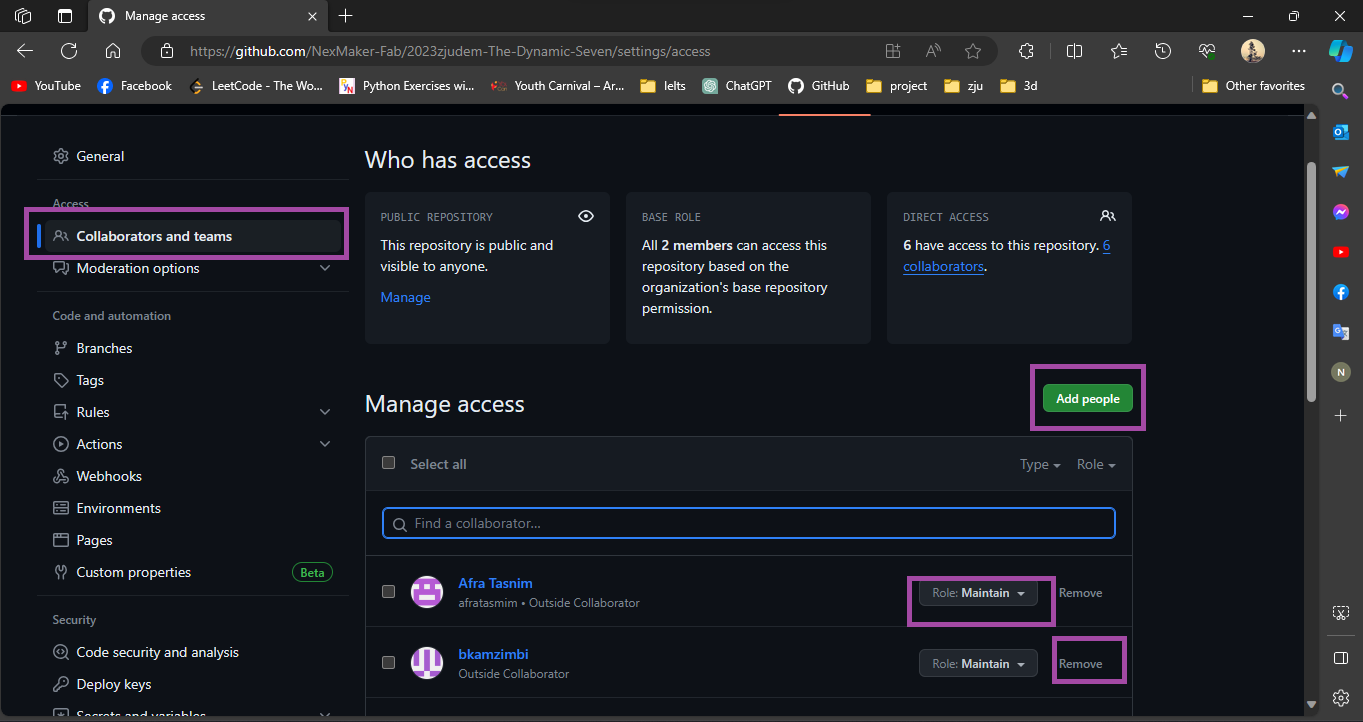 Manage access
https://github.com/NexMaker-Fab/2023zjudem-The-Dynamic-Seven/settings/access
YouTube Facebook LeetCode - The Wo... Python Exercises wi... Youth Carnival – Ar... Ielts ChatGPT GitHub project zju 3d Other favorites
General
Access
Collaborators and teams
Moderation options
Code and automation
Branches
Tags
Rules
Actions
Webhooks
Environments
Pages
Custom properties Beta
Security
Code security and analysis
Deploy keys
Secrets and variables
Who has access
PUBLIC REPOSITORY
This repository is public and
visible to anyone.
Manage
BASE ROLE
All 2 members can access this
repository based on the
organization's base repository
permission.
DIRECT ACCESS
6 have access to this repository. 6
collaborators.
Manage access
Add people
Select all Type Role
Find a collaborator...
Afra Tasnim
afratasmim • Outside Collaborator
Role: Maintain Remove
bkamzimbi
Outside Collaborator
Role: Maintain Remove
N